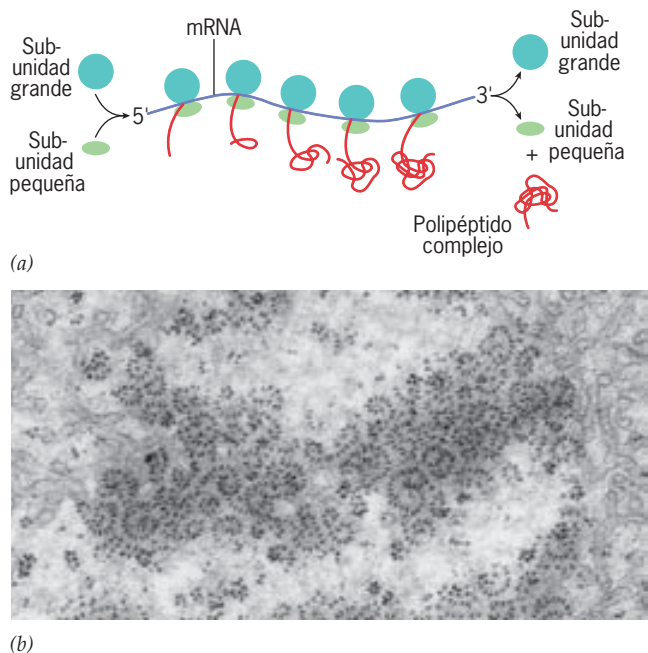 Sub-
unidad
grande
mRNA
5'
Sub-
unidad
pequeña
3'
Sub-
unidad
grande
Sub-
unidad
+ pequeña
Polipéptido
complejo
(a)
(b)